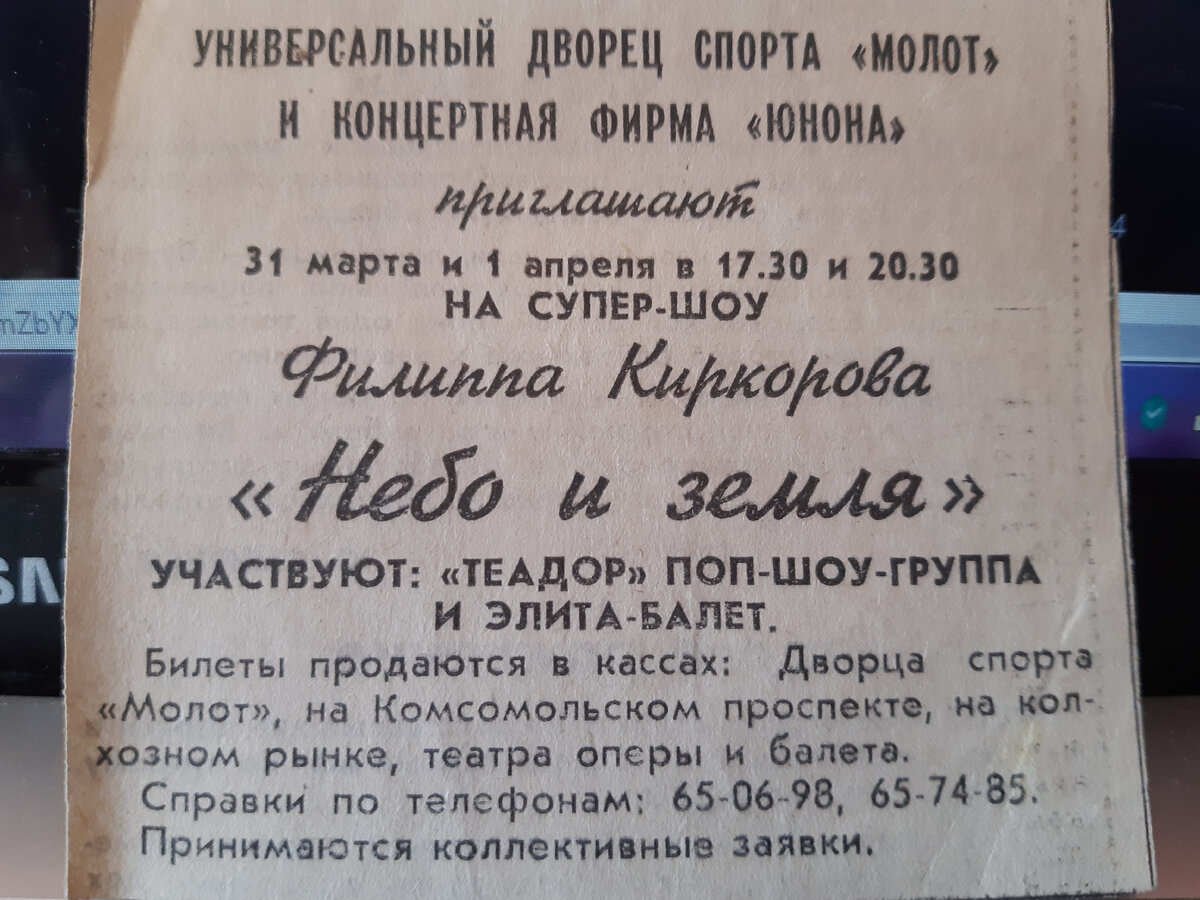 УНИВЕРСАЛЬНЫЙ ДВОРЕЦ СПОРТА «МОЛОТ»
И КОНЦЕРТНАЯ ФИРМА «ЮНОНА»
приглашают
31 марта и 1 апреля в 17.30 и 20.30
НА СУПЕР-ШОУ
Филиппа Киркорова
«Небо и земля»
УЧАСТВУЮТ: «ТЕАДОР» ПОП-ШОУ-ГРУППА
И ЭЛИТА-БАЛЕТ.
Билеты продаются в кассах: Дворца спорта
«Молот», на Комсомольском проспекте, на кол-
хозном рынке, театра оперы и балета.
Справки по телефонам: 65-06-98, 65-74-85.
Принимаются коллективные заявки.